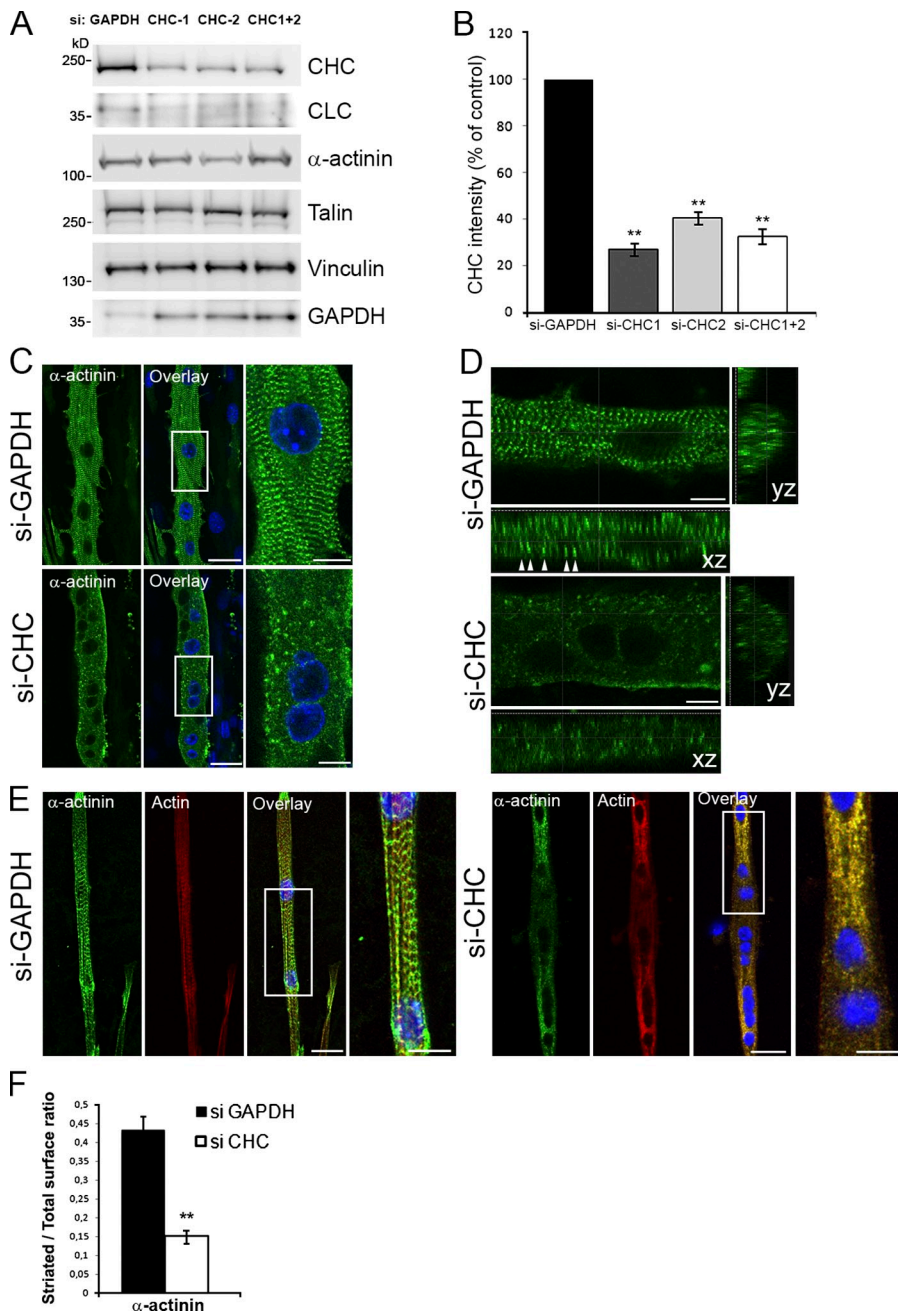 A
si: GAPDH CHC-1 CHC-2 CHC1+2
kD
250-
CHC
35-
CLC
100-
α-actinin
250-
Talin
130-
Vinculin
35-
GAPDH
B
CHC intensity (% of control)
120
100
80
60
40
20
0
**
**
**
si-GAPDH si-CHC1 si-CHC2 si-CHC1+2
C
si-GAPDH
α-actinin
Overlay
si-CHC
α-actinin
Overlay
D
si-GAPDH
yz
xz
si-CHC
yz
xz
E
si-GAPDH
α-actinin
Actin
Overlay
si-CHC
α-actinin
Actin
Overlay
F
Striated / Total surface ratio
0,5
0,45
0,4
0,35
0,3
0,25
0,2
0,15
0,1
0,05
0
si GAPDH
si CHC
**
α-actinin